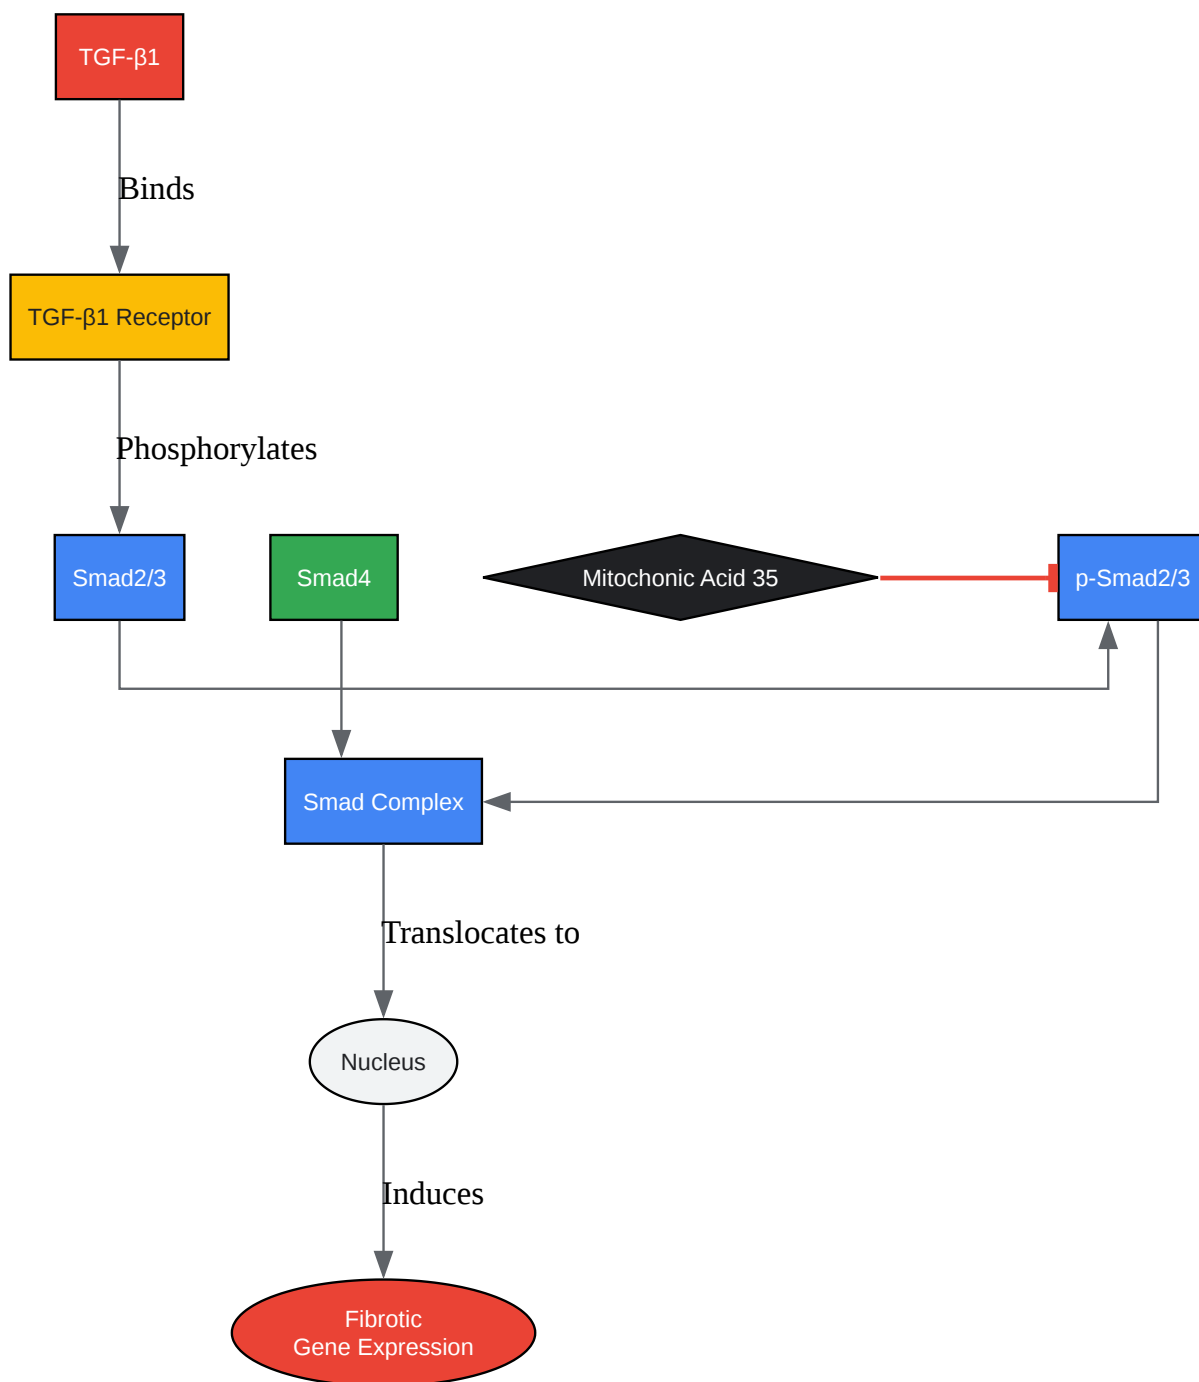 TGF-β1
Binds
TGF-β1 Receptor
Phosphorylates
Smad2/3
Smad4
Mitochonic Acid 35
p-Smad2/3
Smad Complex
Translocates to
Nucleus
Induces
Fibrotic
Gene Expression